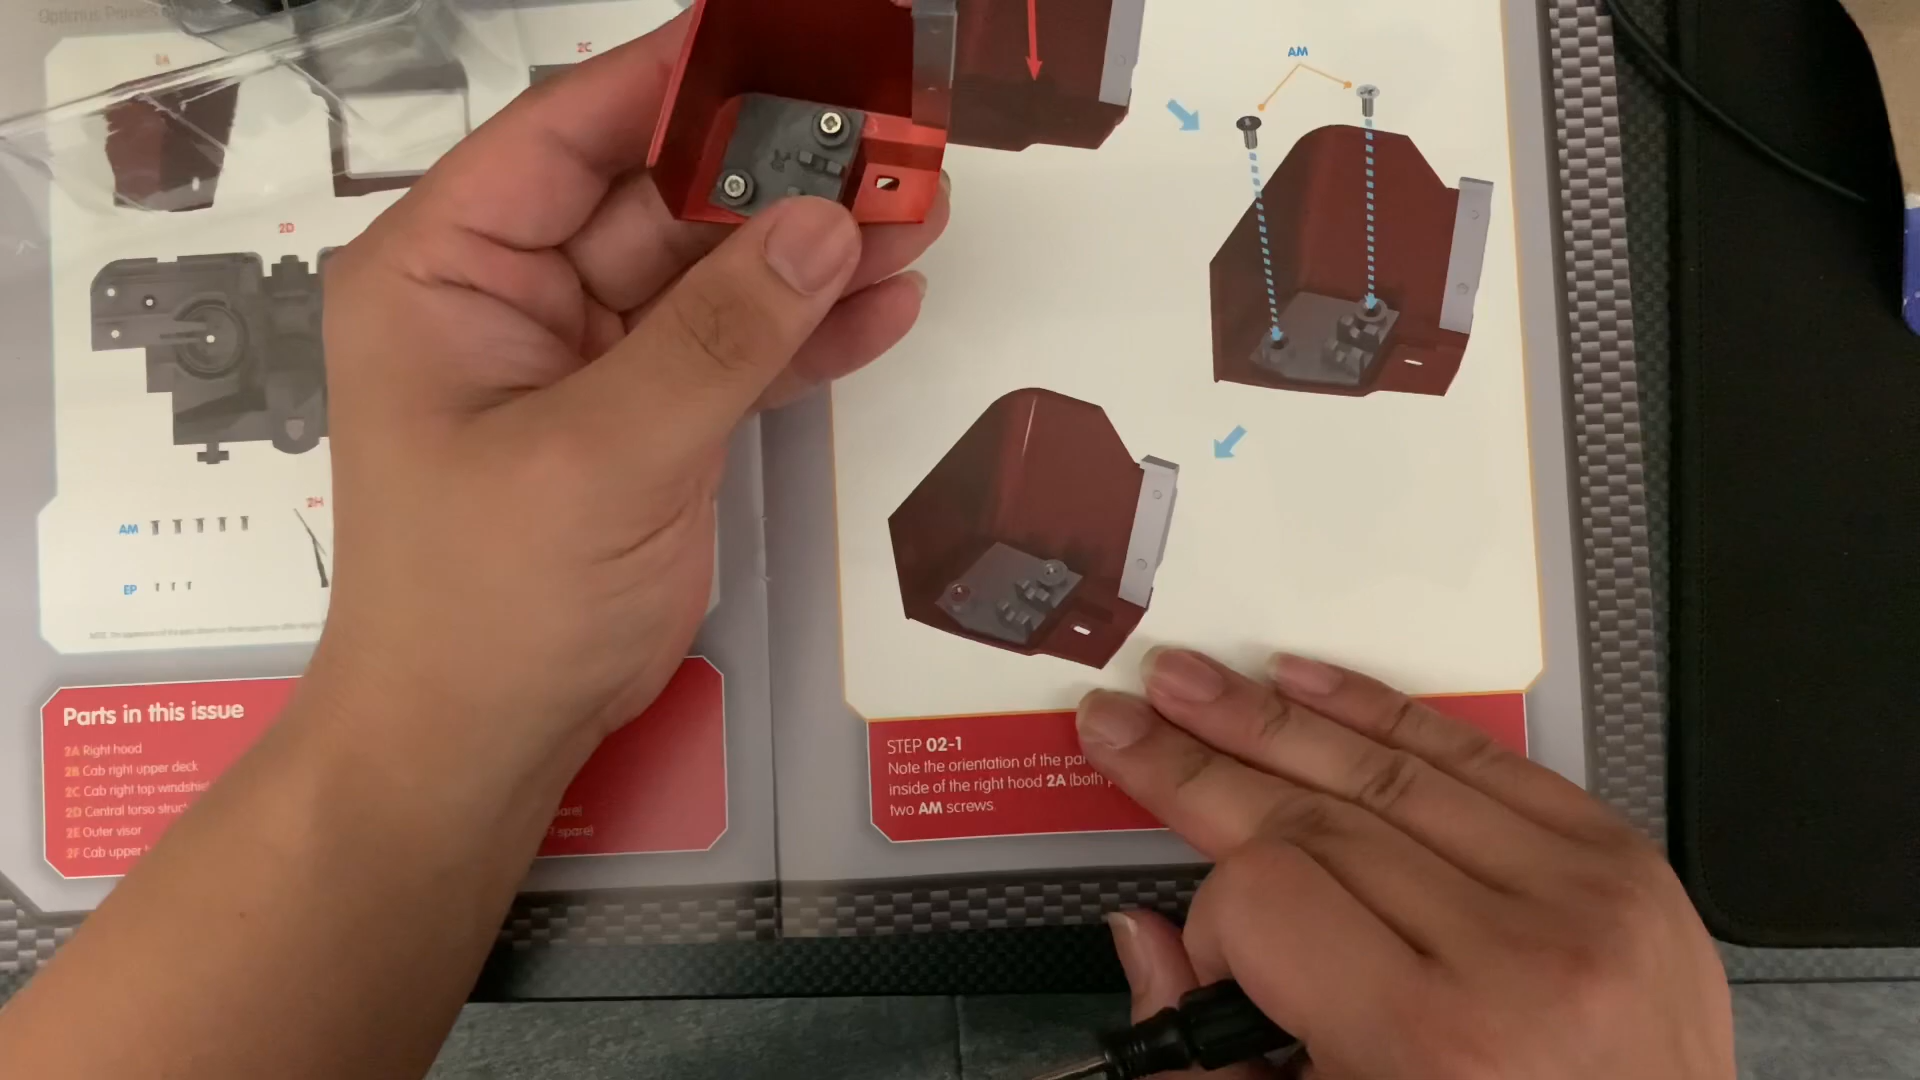 Optimus Prime's
2A
2C
2D
AM
2H
EP
Parts in this issue
2A Right hood
2B Cab right upper deck
2C Cab right top windshie
2D Central torso struc
2E Outer visor
2F Cab upper
spare)
AM
STEP 02-1
Note the orientation of the par
inside of the right hood 2A (both p
two AM screws.